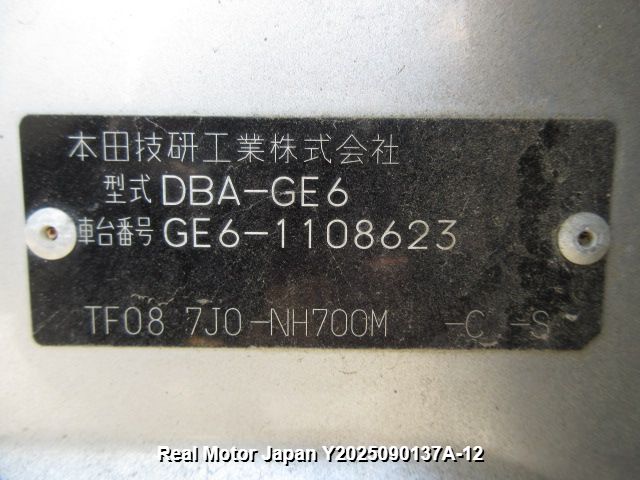 本田技研工業株式会社
型式 DBA-GE6
車台番号 GE6-1108623
TF08 7J0-NH700M -C -S
Real Motor Japan Y2025090137A-12